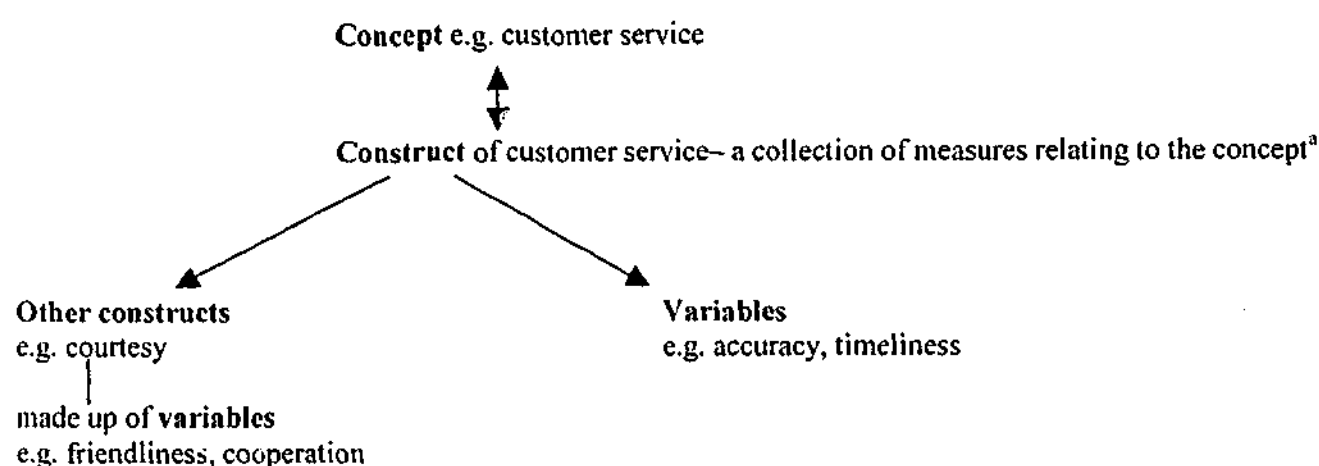 Concept e.g. customer service
Construct of customer service– a collection of measures relating to the conceptª
Other constructs
e.g. courtesy
Variables
e.g. accuracy, timeliness
made up of variables
e.g. friendliness, cooperation